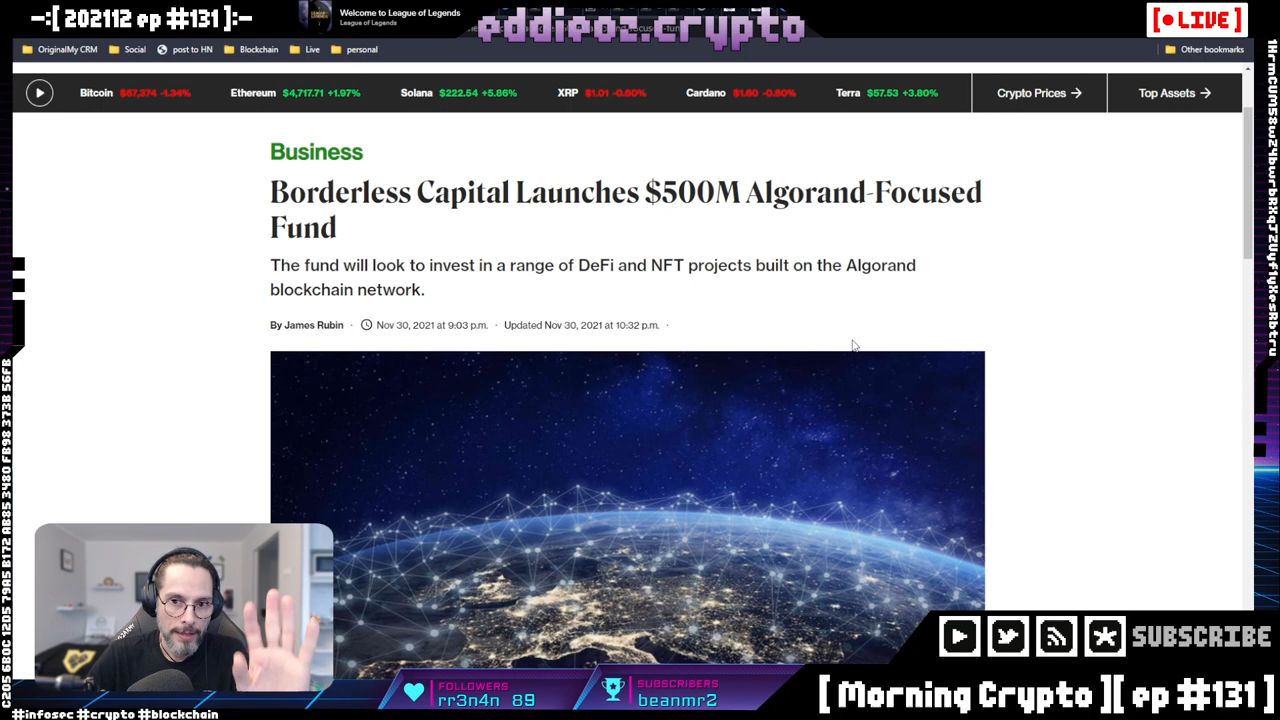 -:[ 202112 ep #131 ]:-
Welcome to League of Legends
League of Legends
eddieoz.crypto
[ ● LIVE ]
OriginalMy CRM
Social
post to HN
Blockchain
Live
personal
Other bookmarks
Bitcoin $57,374 -1.34%
Ethereum $4,717.71 +1.97%
Solana $222.54 +5.86%
XRP $1.01 -0.80%
Cardano $1.60 -0.60%
Terra $57.53 +3.80%
Crypto Prices →
Top Assets →
Business
Borderless Capital Launches $500M Algorand-Focused
Fund
The fund will look to invest in a range of DeFi and NFT projects built on the Algorand
blockchain network.
By James Rubin · Nov 30, 2021 at 9:03 p.m. · Updated Nov 30, 2021 at 10:32 p.m. ·
SUBSCRIBE
FOLLOWERS
rr3n4n 89
SUBSCRIBERS
beanmr2
[ Morning Crypto ][ ep #131 ]
#infosec #crypto #blockchain